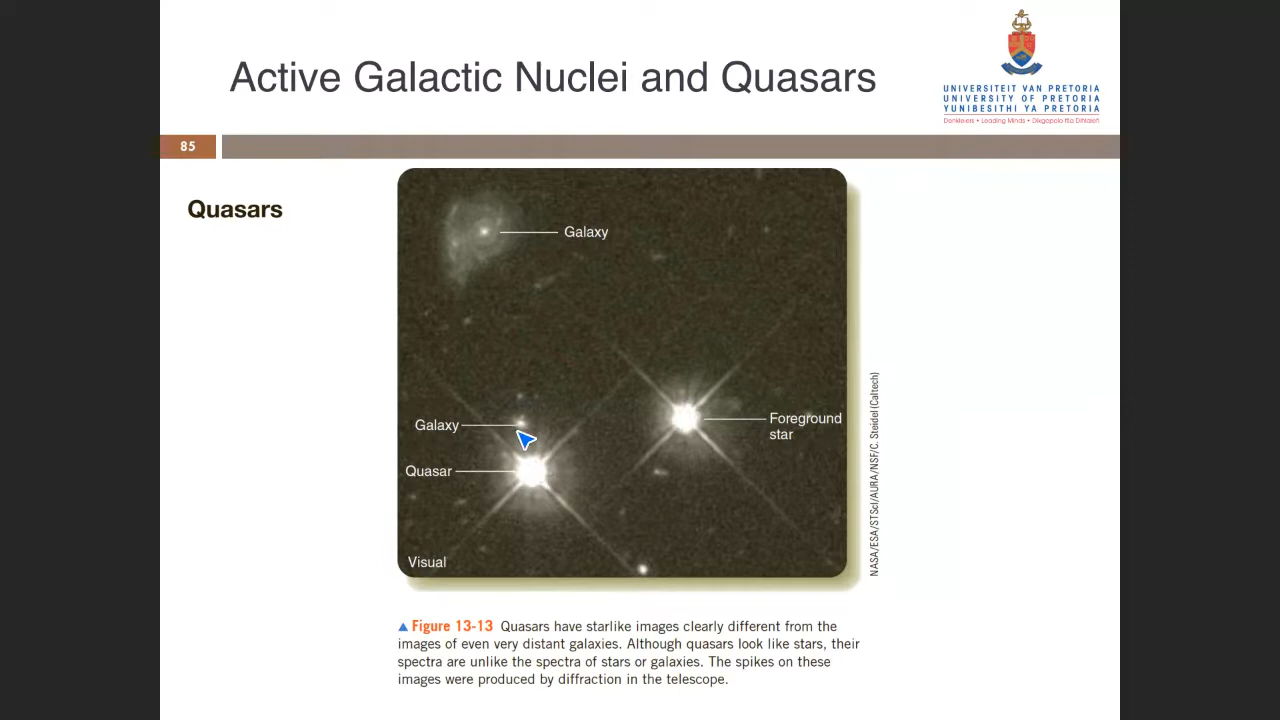 Active Galactic Nuclei and Quasars
UNIVERSITEIT VAN PRETORIA
UNIVERSITY OF PRETORIA
YUNIBESITHI YA PRETORIA
Denkleiers • Leading Minds • Dikgopolo tša Dihlalefi
85
Quasars
Galaxy
Galaxy
Foreground
star
Quasar
Visual
NASA/ESA/STScI/AURA/NSF/C. Steidel (Caltech)
▲ Figure 13-13 Quasars have starlike images clearly different from the
images of even very distant galaxies. Although quasars look like stars, their
spectra are unlike the spectra of stars or galaxies. The spikes on these
images were produced by diffraction in the telescope.